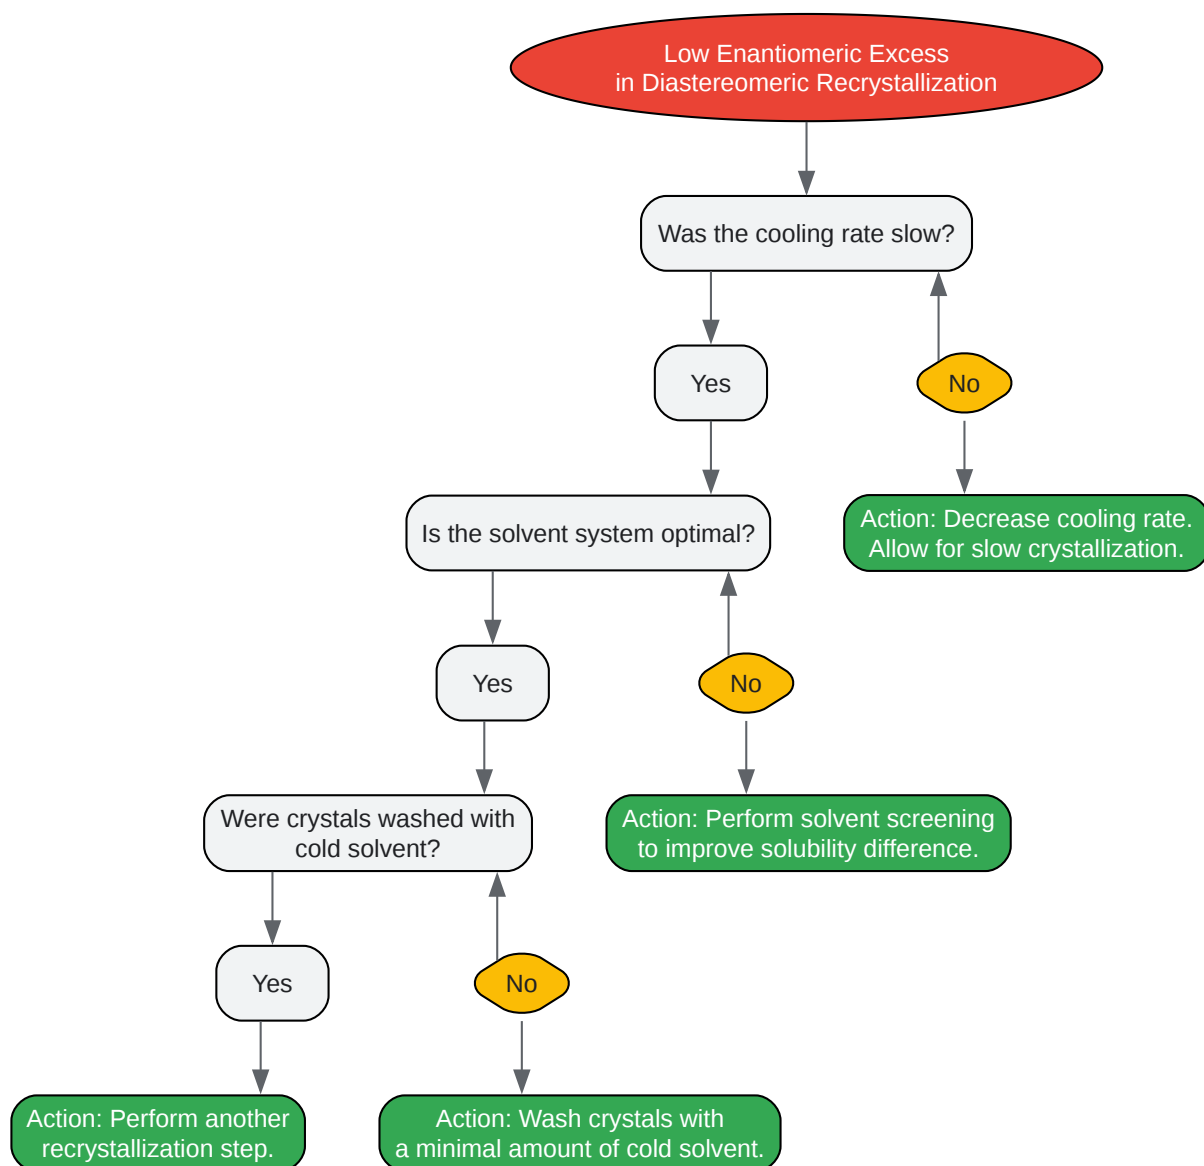 Low Enantiomeric Excess
in Diastereomeric Recrystallization
Was the cooling rate slow?
Yes
No
Is the solvent system optimal?
Action: Decrease cooling rate.
Allow for slow crystallization.
Yes
No
Were crystals washed with
cold solvent?
Action: Perform solvent screening
to improve solubility difference.
Yes
No
Action: Perform another
recrystallization step.
Action: Wash crystals with
a minimal amount of cold solvent.